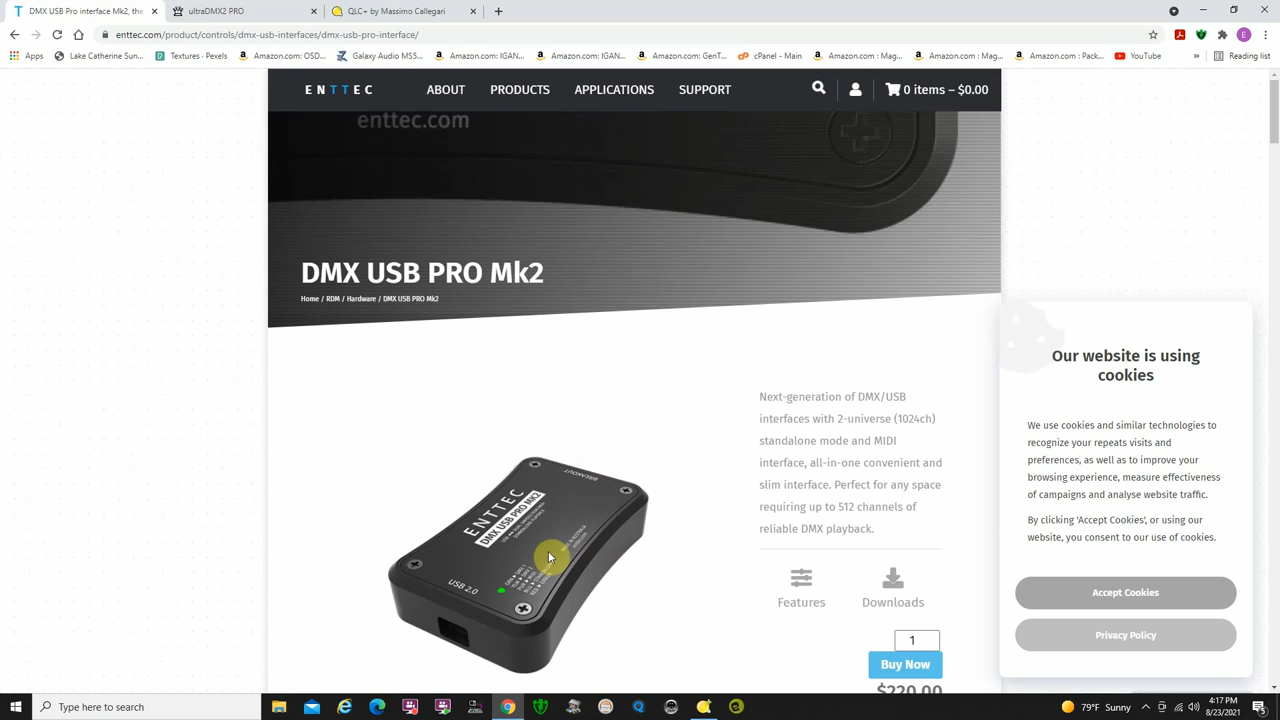 DMX USB Pro interface Mk2, the
ultraDMX2 PRO
QLC+ by Massimo Callegari
enttec.com/product/controls/dmx-usb-interfaces/dmx-usb-pro-interface/
E
Apps
Lake Catherine Sun...
Textures · Pexels
Amazon.com: OSD...
Galaxy Audio MS5...
Amazon.com: IGAN...
Amazon.com: IGAN...
Amazon.com: GenT...
cPanel - Main
Amazon.com : Mag...
Amazon.com : Mag...
Amazon.com : Pack...
YouTube
»
Reading list
ENTTEC
ABOUT
PRODUCTS
APPLICATIONS
SUPPORT
0 items – $0.00
enttec.com
DMX USB PRO Mk2
Home / RDM / Hardware / DMX USB PRO Mk2
Next-generation of DMX/USB
interfaces with 2-universe (1024ch)
standalone mode and MIDI
interface, all-in-one convenient and
slim interface. Perfect for any space
requiring up to 512 channels of
reliable DMX playback.
BREAKOUT
ENTTEC
DMX USB PRO MK2
USB 2.0
Features
Downloads
1
Buy Now
$220.00
Our website is using
cookies
We use cookies and similar technologies to
recognize your repeats visits and
preferences, as well as to improve your
browsing experience, measure effectiveness
of campaigns and analyse website traffic.
By clicking 'Accept Cookies', or using our
website, you consent to our use of cookies.
Accept Cookies
Privacy Policy
Type here to search
79°F Sunny
4:17 PM
8/23/2021